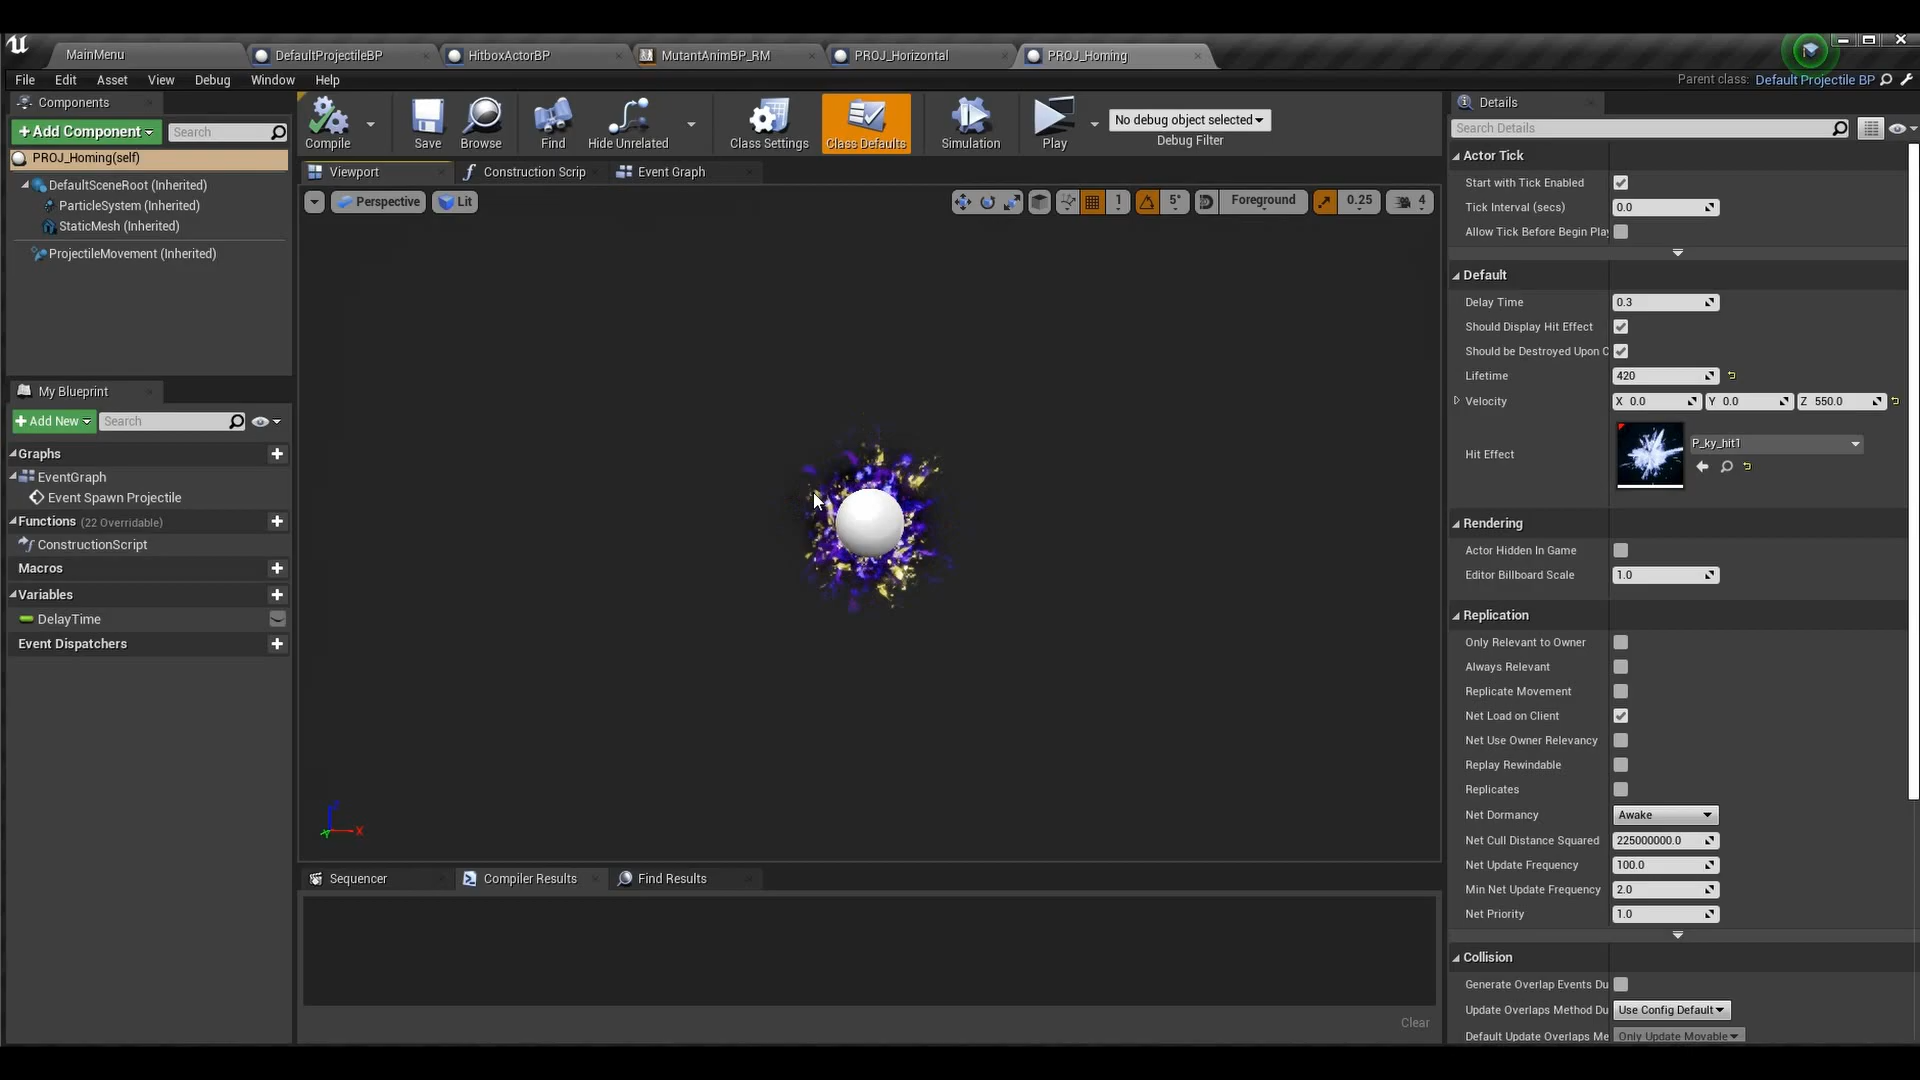 MainMenu
DefaultProjectileBP
HitboxActorBP
MutantAnimBP_RM
PROJ_Horizontal
PROJ_Homing
File Edit Asset View Debug Window Help
Parent class: Default Projectile BP
Components
+ Add Component
Search
PROJ_Homing(self)
DefaultSceneRoot (Inherited)
ParticleSystem (Inherited)
StaticMesh (Inherited)
ProjectileMovement (Inherited)
My Blueprint
+ Add New
Search
Graphs
EventGraph
Event Spawn Projectile
Functions (22 Overridable)
ConstructionScript
Macros
Variables
DelayTime
Event Dispatchers
Compile
Save
Browse
Find
Hide Unrelated
Class Settings
Class Defaults
Simulation
Play
No debug object selected
Debug Filter
Viewport
Construction Scrip
Event Graph
Perspective
Lit
1
5°
Foreground
0.25
4
X
Sequencer
Compiler Results
Find Results
Clear
Details
Search Details
Actor Tick
Start with Tick Enabled
Tick Interval (secs) 0.0
Allow Tick Before Begin Play
Default
Delay Time 0.3
Should Display Hit Effect
Should be Destroyed Upon C
Lifetime 420
Velocity X 0.0 Y 0.0 Z 550.0
Hit Effect P_ky_hit1
Rendering
Actor Hidden In Game
Editor Billboard Scale 1.0
Replication
Only Relevant to Owner
Always Relevant
Replicate Movement
Net Load on Client
Net Use Owner Relevancy
Replay Rewindable
Replicates
Net Dormancy Awake
Net Cull Distance Squared 225000000.0
Net Update Frequency 100.0
Min Net Update Frequency 2.0
Net Priority 1.0
Collision
Generate Overlap Events Du
Update Overlaps Method Du Use Config Default
Default Update Overlaps Me Only Update Movable